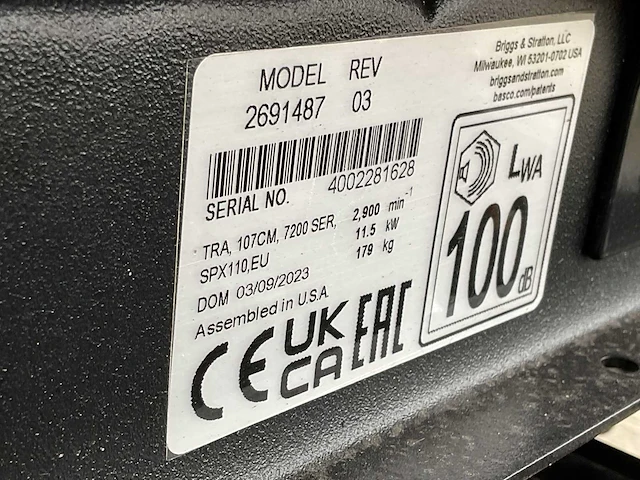 Briggs & Stratton, LLC
Milwaukee, WI 53201-0702 USA
briggsandstratton.com
basco.com/patents
MODEL REV
2691487 03
SERIAL NO. 4002281628
TRA, 107CM, 7200 SER, 2,900 min-1
SPX110,EU 11.5 kW
179 kg
DOM 03/09/2023
Assembled in U.S.A.
CE UK CA EAC
LWA
100 dB